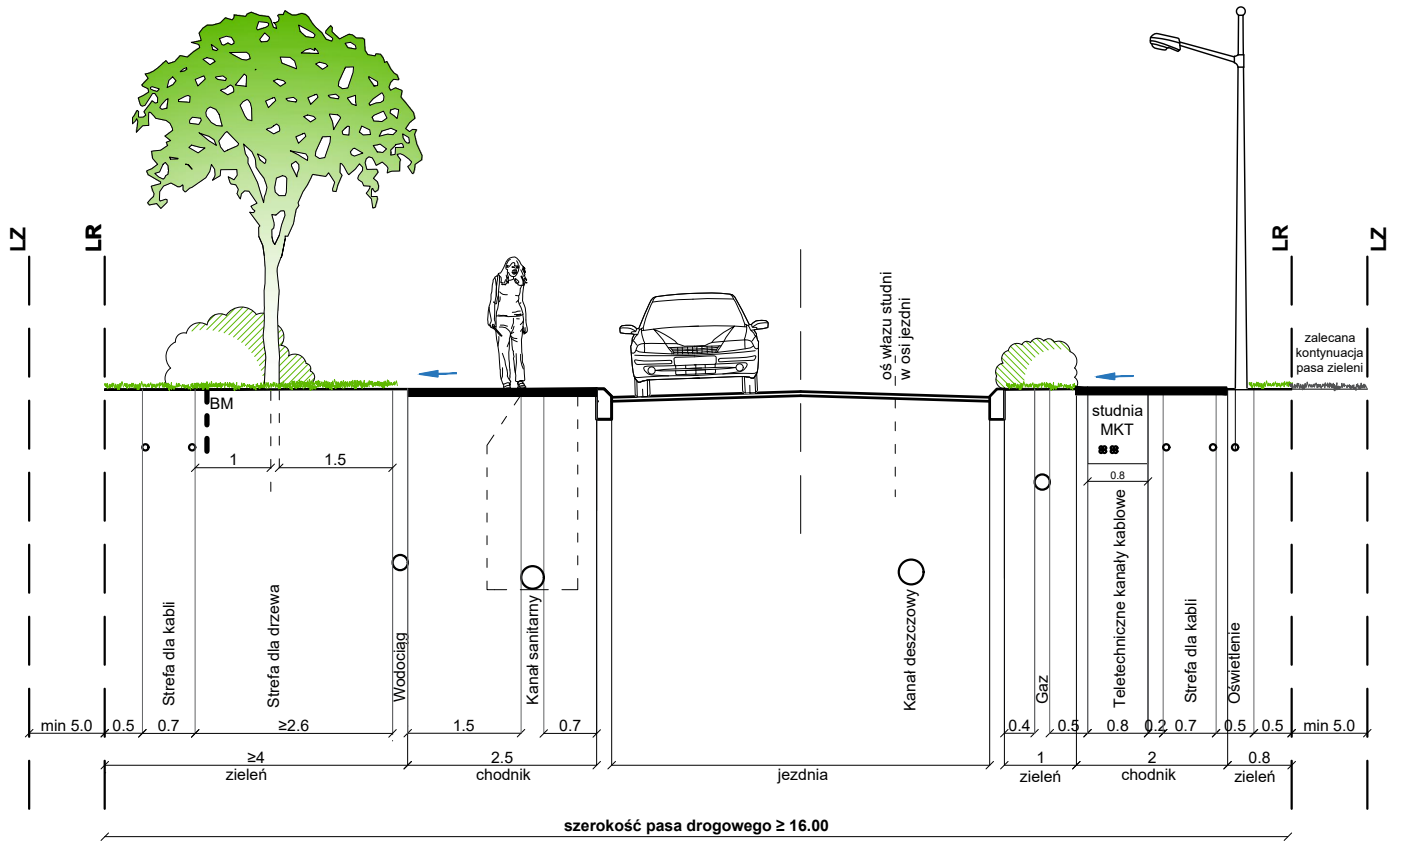 LZ
LR
LR
LZ
oś włazu studni
w osi jezdni
zalecana
kontynuacja
pasa zieleni
BM
studnia
MKT
1
1.5
0.8
Strefa dla kabli
Strefa dla drzewa
Wodociąg
Kanał sanitarny
Kanał deszczowy
Gaz
Teletechniczne kanały kablowe
Strefa dla kabli
Oświetlenie
min 5.0
0.5
0.7
≥2.6
1.5
0.7
0.4
0.5
0.8
0.2
0.7
0.5
0.5
min 5.0
≥4
zieleń
2.5
chodnik
jezdnia
1
zieleń
2
chodnik
0.8
zieleń
szerokość pasa drogowego ≥ 16.00